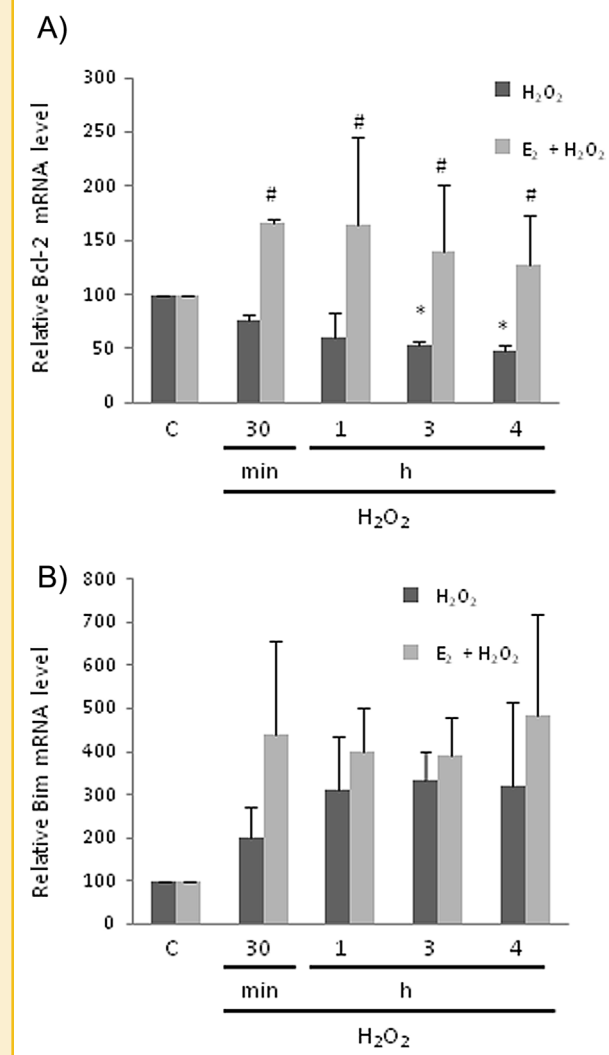 A)
Relative Bcl-2 mRNA level
300
250
200
150
100
50
0
H₂O₂
E₂ + H₂O₂
#
#
#
#
*
*
C 30 1 3 4
min h
H₂O₂
B)
Relative Bim mRNA level
800
700
600
500
400
300
200
100
0
H₂O₂
E₂ + H₂O₂
C 30 1 3 4
min h
H₂O₂